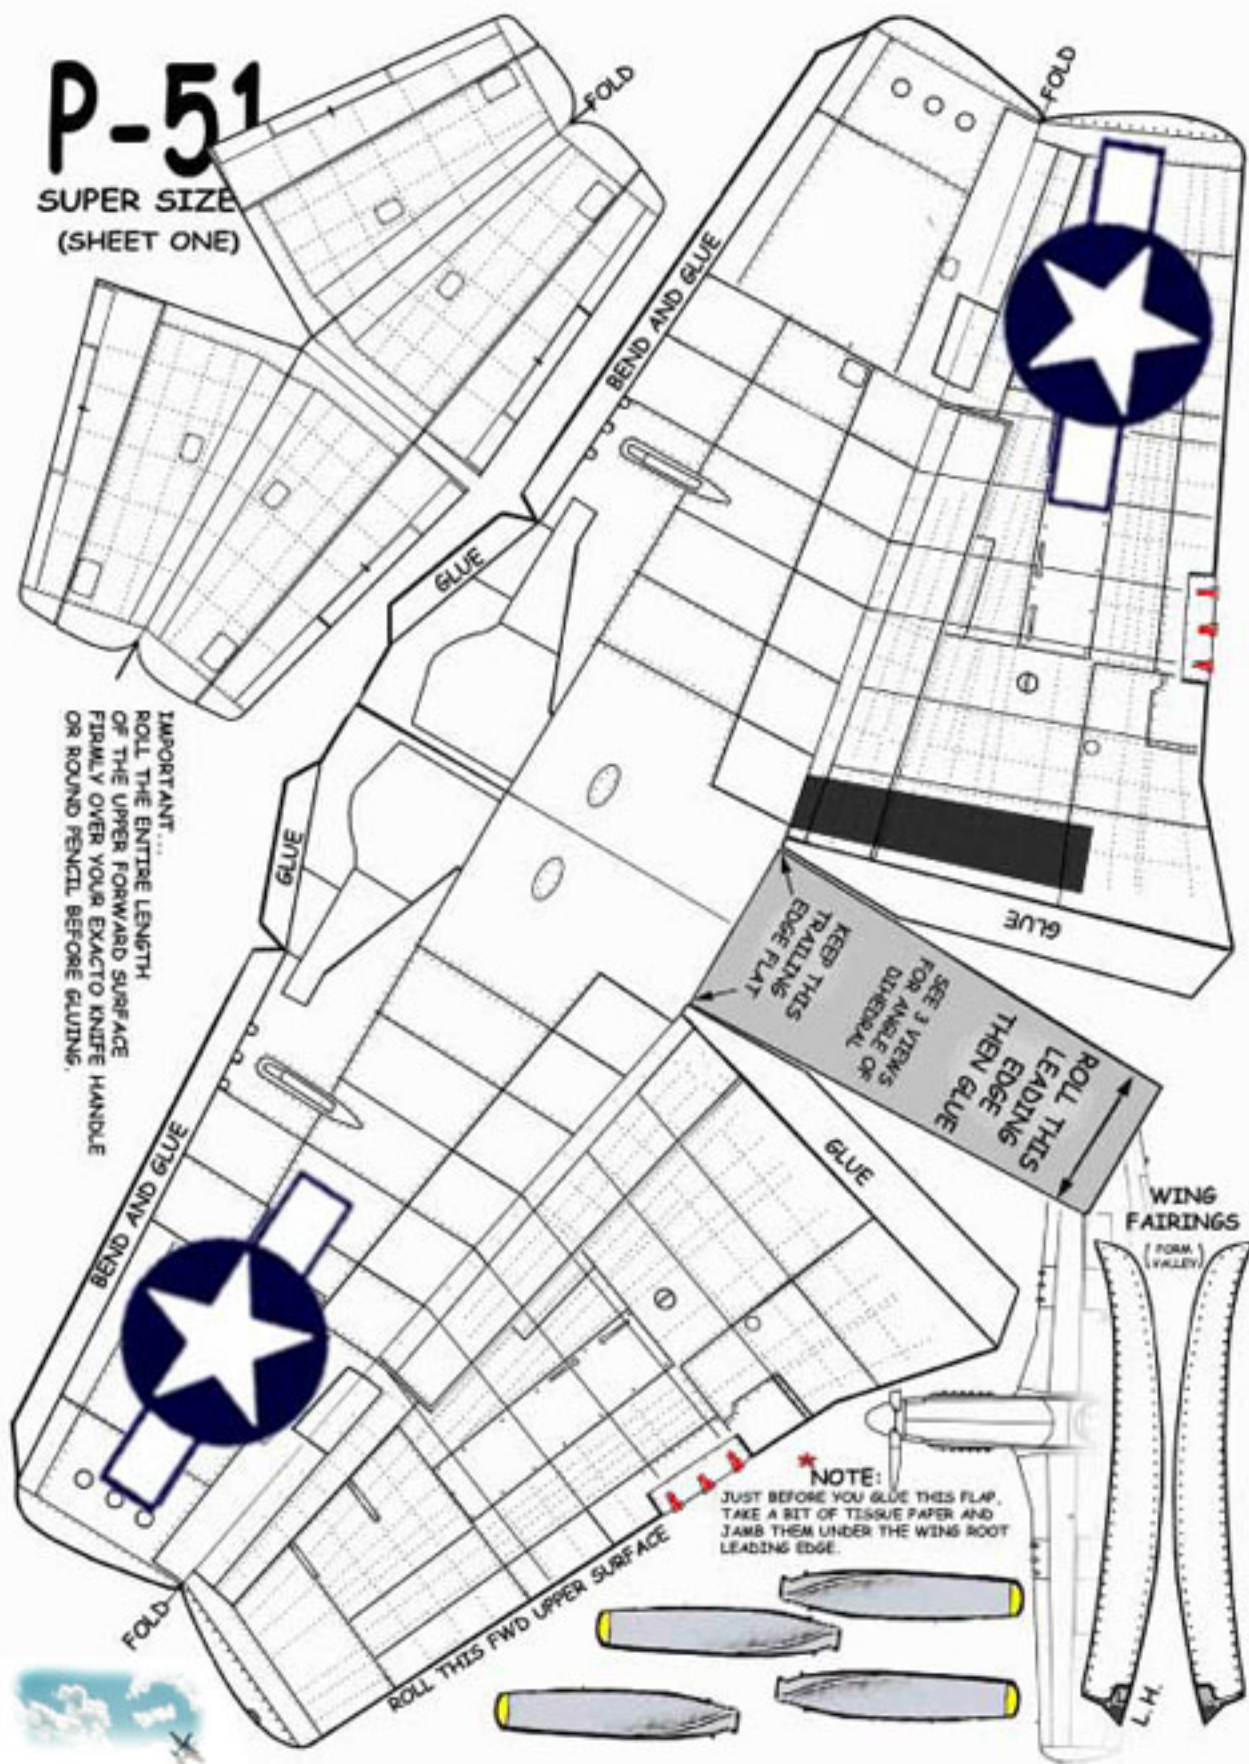 P-51
SUPER SIZE
(SHEET ONE)
FOLD
FOLD
BEND AND GLUE
GLUE
GLUE
IMPORTANT...
ROLL THE ENTIRE LENGTH
OF THE UPPER FORWARD SURFACE
FIRMLY OVER YOUR EXACTO KNIFE HANDLE
OR ROUND PENCIL BEFORE GLUING.
GLUE
KEEP THIS
TRAILING
EDGE FLAT
SEE 3 VIEWS
FOR ANGLE OF
DIHEDRAL
ROLL THIS
LEADING
EDGE
THEN GLUE
GLUE
BEND AND GLUE
WING
FAIRINGS
(FORM
VALLEY)
*NOTE:
JUST BEFORE YOU GLUE THIS FLAP,
TAKE A BIT OF TISSUE PAPER AND
JAMB THEM UNDER THE WING ROOT
LEADING EDGE.
ROLL THIS FWD UPPER SURFACE
FOLD
L.H.